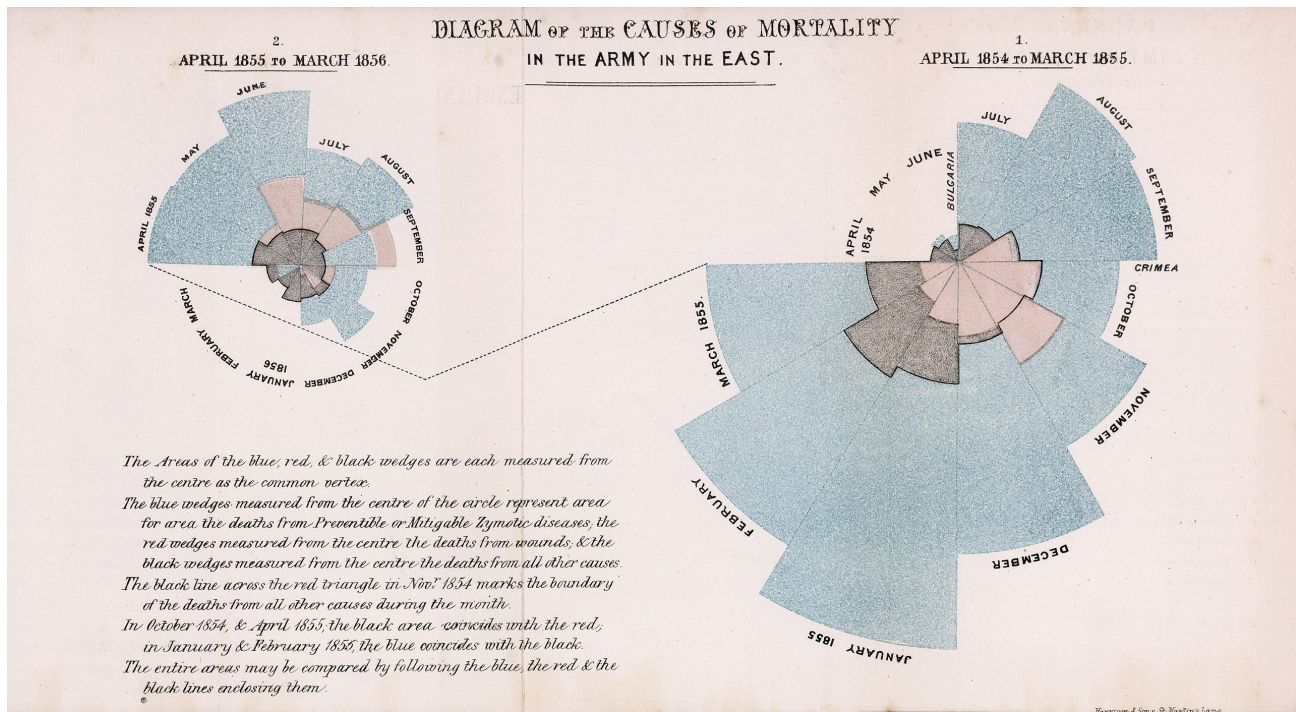 DIAGRAM OF THE CAUSES OF MORTALITY
IN THE ARMY IN THE EAST.
2.
APRIL 1855 TO MARCH 1856.
1.
APRIL 1854 TO MARCH 1855.
APRIL 1855
MAY
JUNE
JULY
AUGUST
SEPTEMBER
OCTOBER
NOVEMBER
DECEMBER
JANUARY
1856
FEBRUARY
MARCH
APRIL
1854
MAY
JUNE
BULGARIA
JULY
AUGUST
SEPTEMBER
CRIMEA
OCTOBER
NOVEMBER
DECEMBER
JANUARY 1855
FEBRUARY
MARCH 1855.
The Areas of the blue, red, & black wedges are each measured from
the centre as the common vertex.
The blue wedges measured from the centre of the circle represent area
for area the deaths from Preventible or Mitigable Zymotic diseases; the
red wedges measured from the centre the deaths from wounds; & the
black wedges measured from the centre the deaths from all other causes.
The black line across the red triangle in Novr. 1854 marks the boundary
of the deaths from all other causes during the month.
In October 1854, & April 1855; the black area coincides with the red;
in January & February 1855, the blue coincides with the black.
The entire areas may be compared by following the blue, the red & the
black lines enclosing them.
Harrison & Sons, St. Martin's Lane